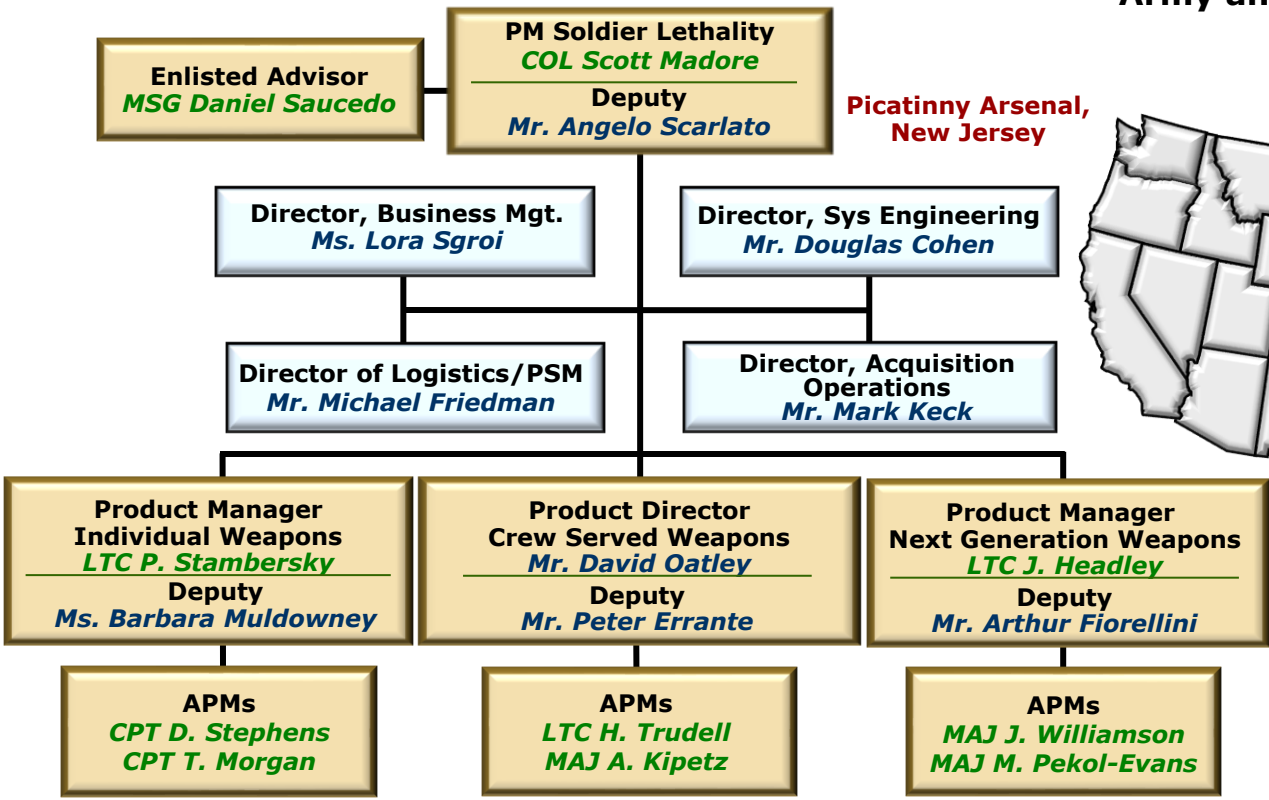 Army an
PM Soldier Lethality
COL Scott Madore
Deputy
Mr. Angelo Scarlato
Enlisted Advisor
MSG Daniel Saucedo
Picatinny Arsenal,
New Jersey
Director, Business Mgt.
Ms. Lora Sgroi
Director, Sys Engineering
Mr. Douglas Cohen
Director of Logistics/PSM
Mr. Michael Friedman
Director, Acquisition
Operations
Mr. Mark Keck
Product Manager
Individual Weapons
LTC P. Stambersky
Deputy
Ms. Barbara Muldowney
Product Director
Crew Served Weapons
Mr. David Oatley
Deputy
Mr. Peter Errante
Product Manager
Next Generation Weapons
LTC J. Headley
Deputy
Mr. Arthur Fiorellini
APMs
CPT D. Stephens
CPT T. Morgan
APMs
LTC H. Trudell
MAJ A. Kipetz
APMs
MAJ J. Williamson
MAJ M. Pekol-Evans